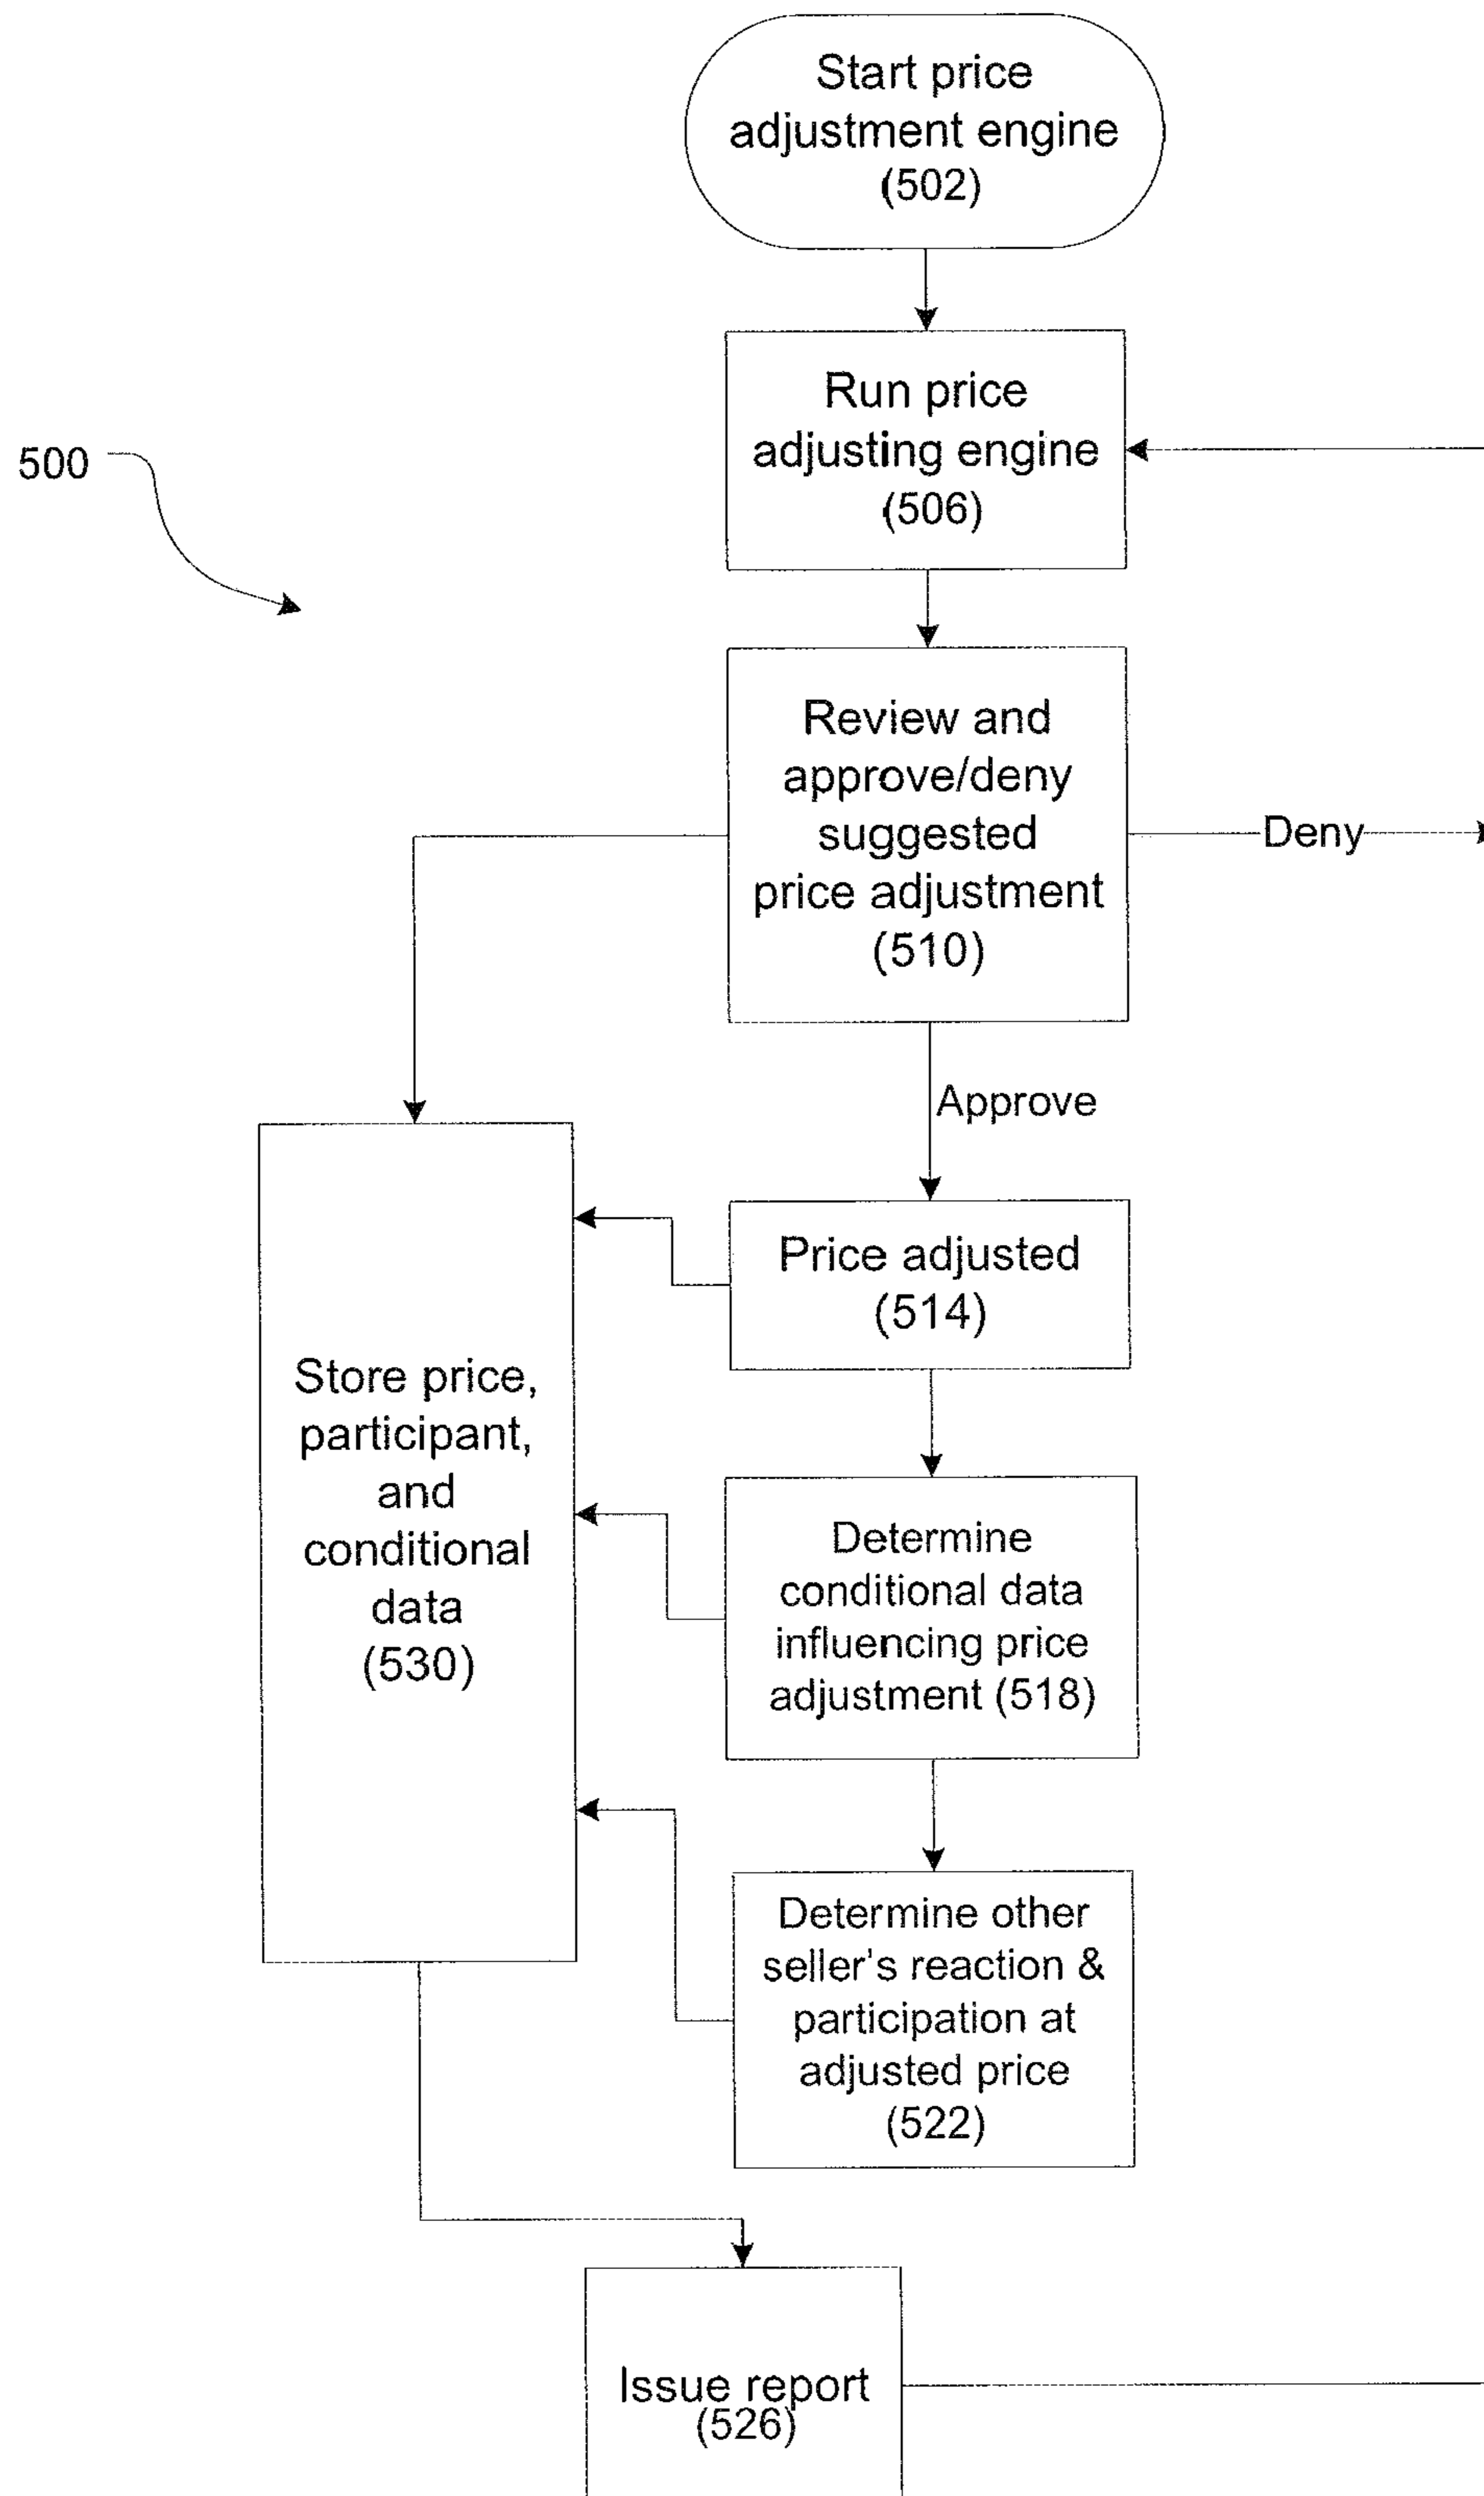 Start price
adjustment engine
(502)
Run price
adjusting engine
(506)
500
Review and
approve/deny
suggested
price adjustment
(510)
Deny
Approve
Price adjusted
(514)
Store price,
participant,
and
conditional
data
(530)
Determine
conditional data
influencing price
adjustment (518)
Determine other
seller's reaction &
participation at
adjusted price
(522)
Issue report
(526)